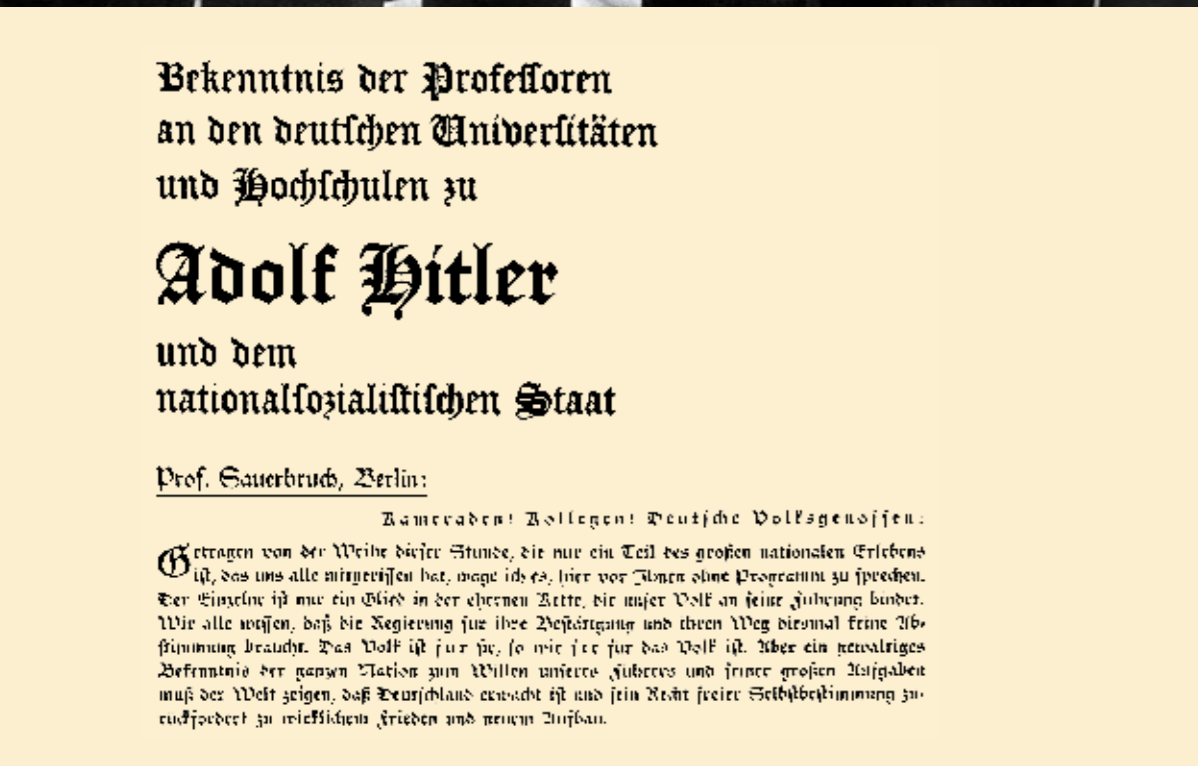 Bekenntnis der Professoren
an den deutschen Universitäten
und Hochschulen zu
Adolf Hitler
und dem
nationalsozialistischen Staat
Prof. Sauerbruch, Berlin:
Kameraden! Kollegen! Deutsche Volksgenossen:
Getragen von der Weihe dieser Stunde, die nur ein Teil des großen nationalen Erlebens
ist, das uns alle mitgerissen hat, wage ich es, hier vor Ihnen ohne Programm zu sprechen.
Der Einzelne ist nur ein Glied in der ehernen Kette, die unser Volk an seine Führung bindet.
Wir alle wissen, daß die Regierung für ihre Bestätigung und ihren Weg diesmal keine Ab-
stimmung braucht. Das Volk ist für sie, so wie sie für das Volk ist. Aber ein gewaltiges
Bekenntnis der ganzen Nation zum Willen unseres Führers und seiner großen Aufgaben
muß der Welt zeigen, daß Deutschland erwacht ist und sein Recht freier Selbstbestimmung zu-
rückfordert zu wirklichem Frieden und neuem Aufbau.